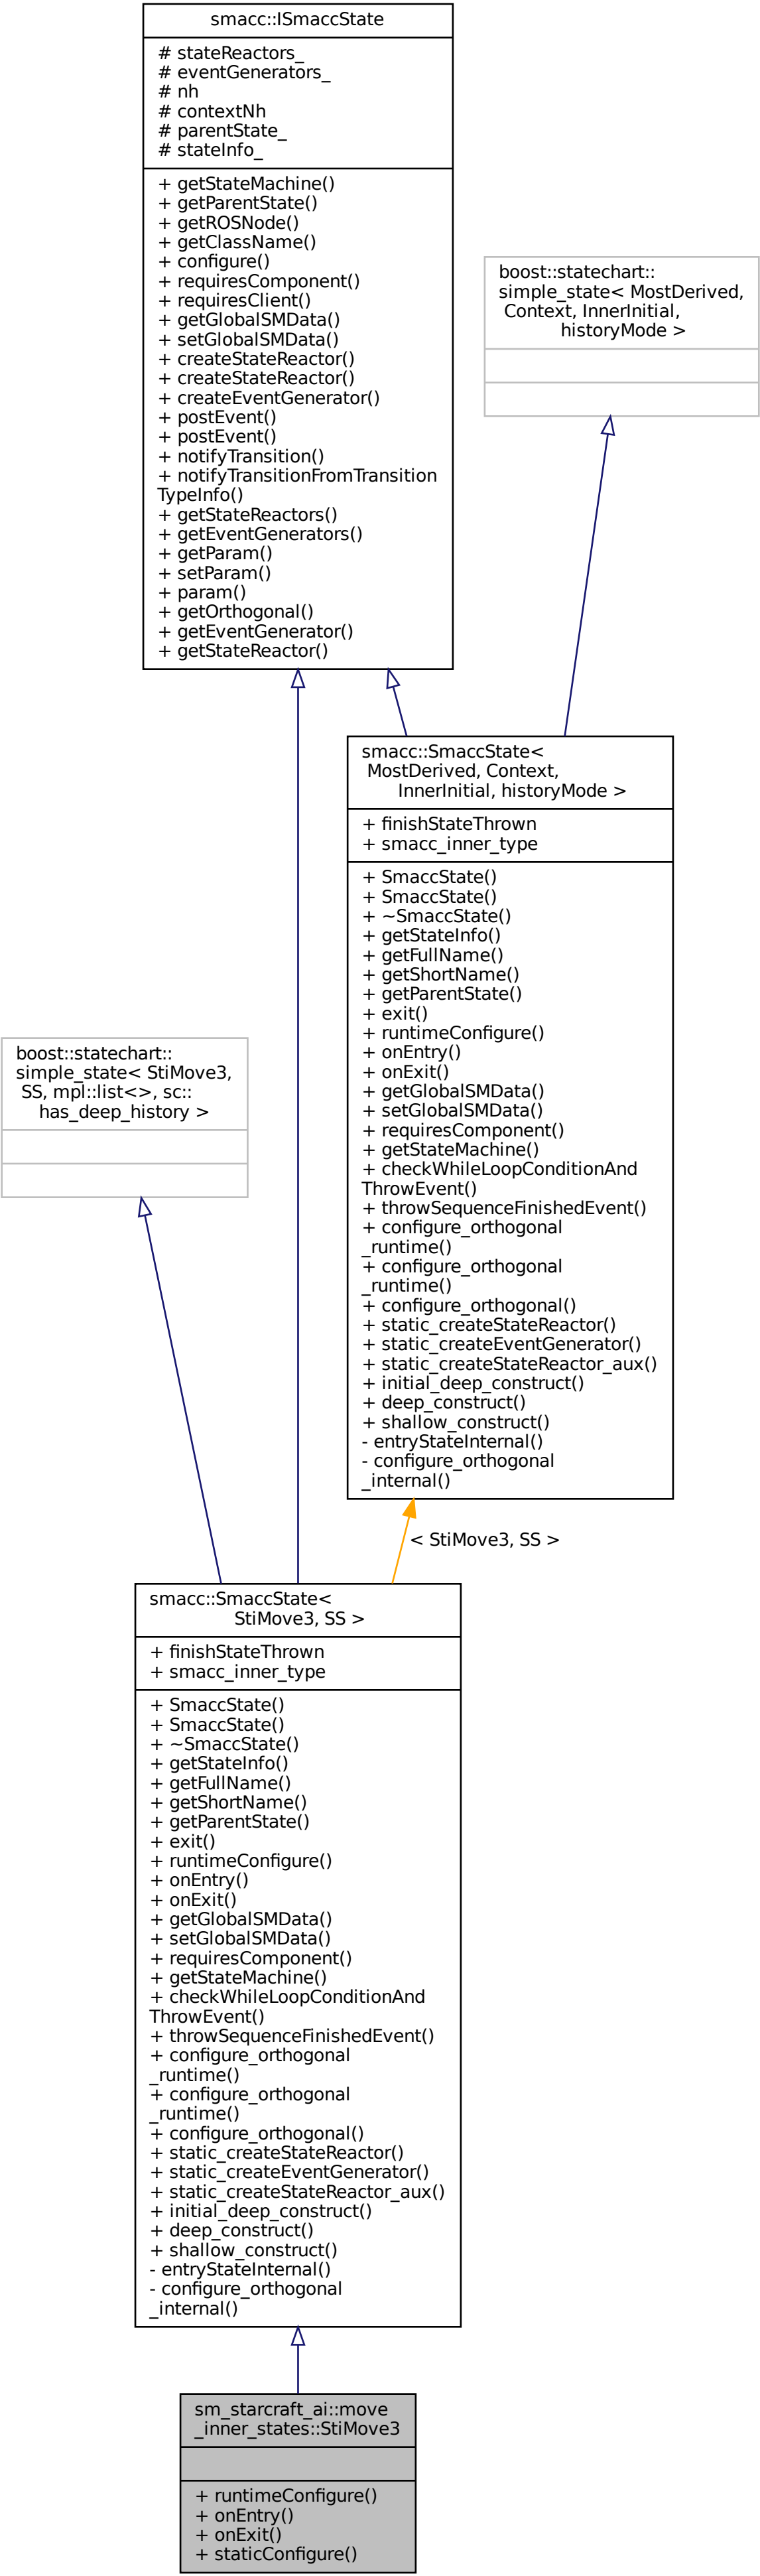 smacc::ISmaccState
# stateReactors_
# eventGenerators_
# nh
# contextNh
# parentState_
# stateInfo_
+ getStateMachine()
+ getParentState()
+ getROSNode()
+ getClassName()
+ configure()
+ requiresComponent()
+ requiresClient()
+ getGlobalSMData()
+ setGlobalSMData()
+ createStateReactor()
+ createStateReactor()
+ createEventGenerator()
+ postEvent()
+ postEvent()
+ notifyTransition()
+ notifyTransitionFromTransition
TypeInfo()
+ getStateReactors()
+ getEventGenerators()
+ getParam()
+ setParam()
+ param()
+ getOrthogonal()
+ getEventGenerator()
+ getStateReactor()
boost::statechart::
simple_state< MostDerived,
Context, InnerInitial,
historyMode >
smacc::SmaccState<
MostDerived, Context,
InnerInitial, historyMode >
+ finishStateThrown
+ smacc_inner_type
+ SmaccState()
+ SmaccState()
+ ~SmaccState()
+ getStateInfo()
+ getFullName()
+ getShortName()
+ getParentState()
+ exit()
+ runtimeConfigure()
+ onEntry()
+ onExit()
+ getGlobalSMData()
+ setGlobalSMData()
+ requiresComponent()
+ getStateMachine()
+ checkWhileLoopConditionAnd
ThrowEvent()
+ throwSequenceFinishedEvent()
+ configure_orthogonal
_runtime()
+ configure_orthogonal
_runtime()
+ configure_orthogonal()
+ static_createStateReactor()
+ static_createEventGenerator()
+ static_createStateReactor_aux()
+ initial_deep_construct()
+ deep_construct()
+ shallow_construct()
- entryStateInternal()
- configure_orthogonal
_internal()
boost::statechart::
simple_state< StiMove3,
SS, mpl::list<>, sc::
has_deep_history >
< StiMove3, SS >
smacc::SmaccState<
StiMove3, SS >
+ finishStateThrown
+ smacc_inner_type
+ SmaccState()
+ SmaccState()
+ ~SmaccState()
+ getStateInfo()
+ getFullName()
+ getShortName()
+ getParentState()
+ exit()
+ runtimeConfigure()
+ onEntry()
+ onExit()
+ getGlobalSMData()
+ setGlobalSMData()
+ requiresComponent()
+ getStateMachine()
+ checkWhileLoopConditionAnd
ThrowEvent()
+ throwSequenceFinishedEvent()
+ configure_orthogonal
_runtime()
+ configure_orthogonal
_runtime()
+ configure_orthogonal()
+ static_createStateReactor()
+ static_createEventGenerator()
+ static_createStateReactor_aux()
+ initial_deep_construct()
+ deep_construct()
+ shallow_construct()
- entryStateInternal()
- configure_orthogonal
_internal()
sm_starcraft_ai::move
_inner_states::StiMove3
+ runtimeConfigure()
+ onEntry()
+ onExit()
+ staticConfigure()